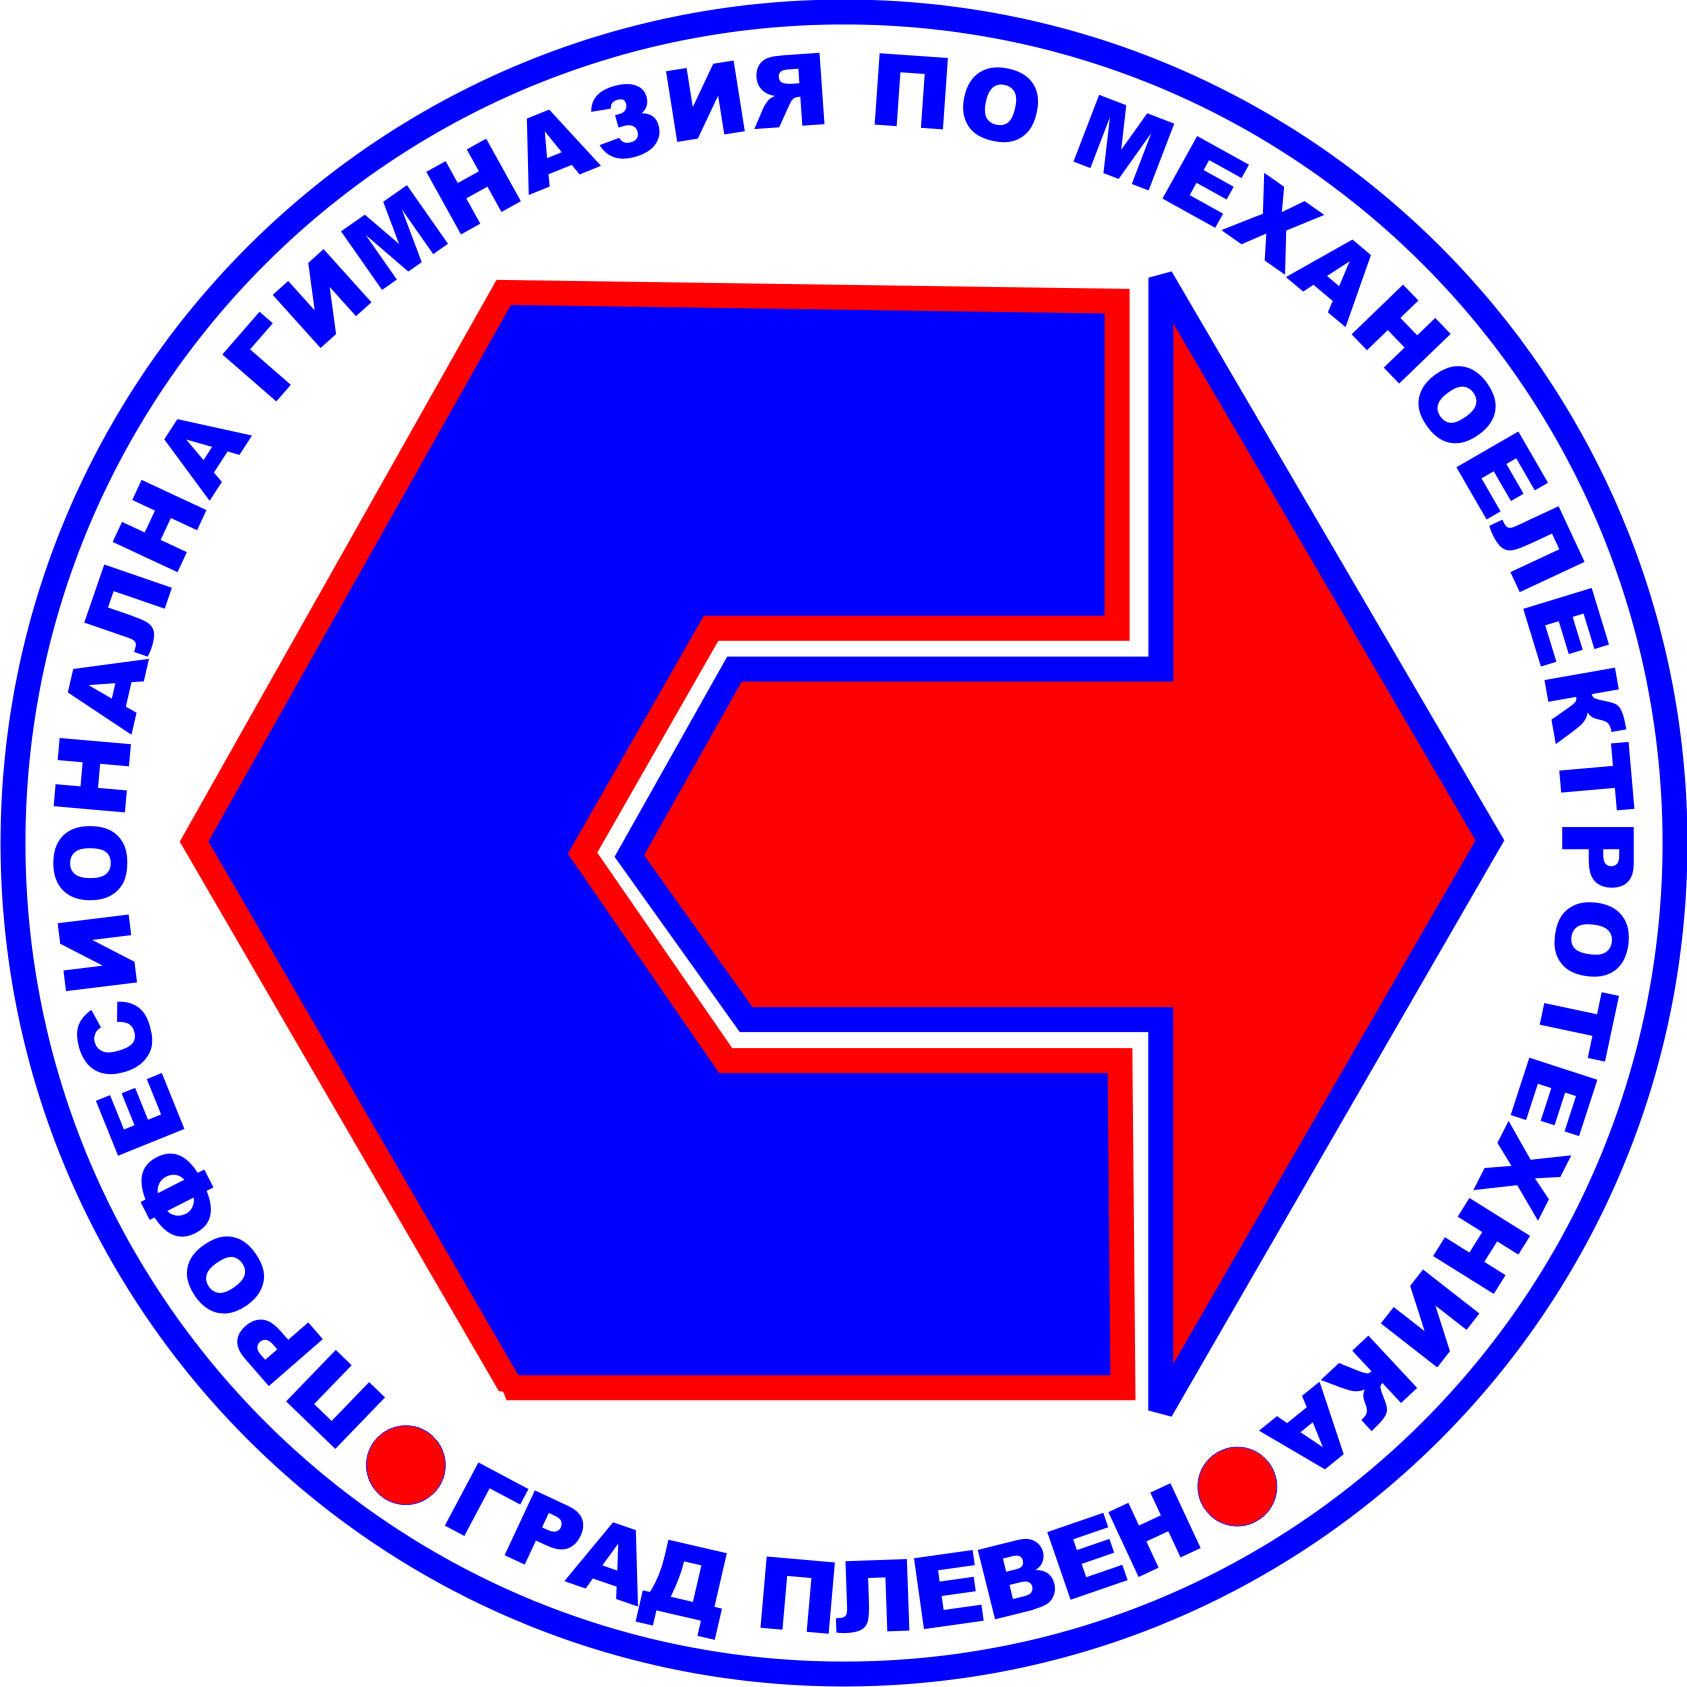 ПРОФЕСИОНАЛНА ГИМНАЗИЯ ПО МЕХАНОЕЛЕКТРОТЕХНИКА
ГРАД ПЛЕВЕН